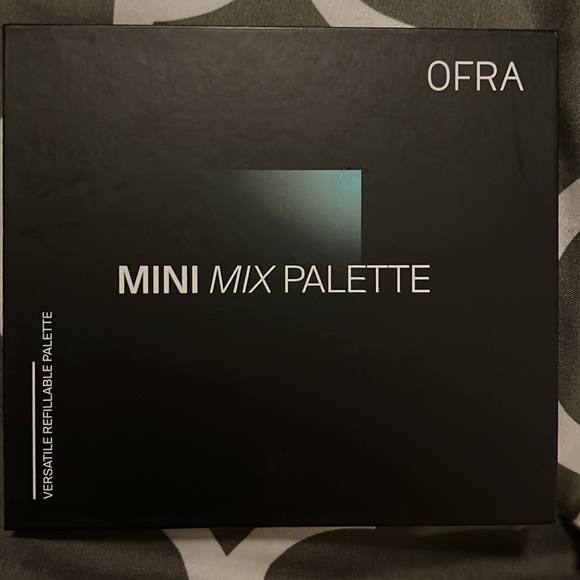 OFRA
MINI MIX PALETTE
VERSATILE REFILLABLE PALETTE